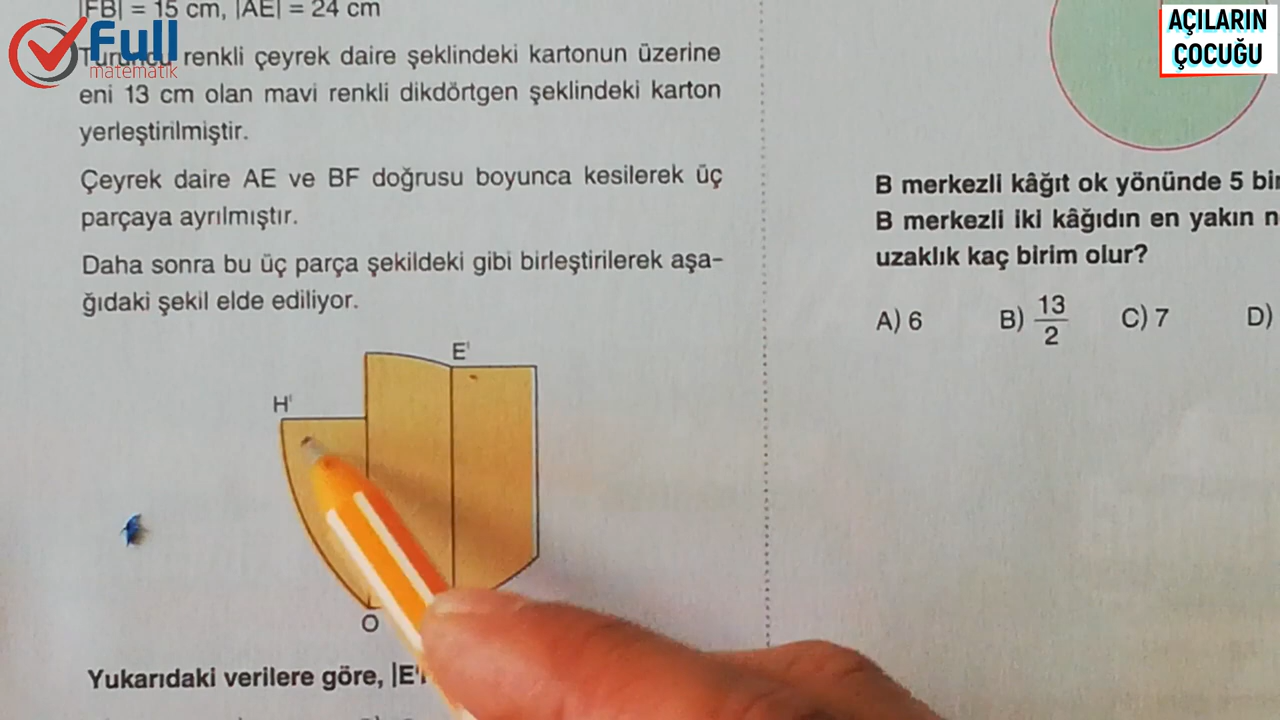 |FB| = 15 cm, |AE| = 24 cm
Full
matematik
Turuncu renkli çeyrek daire şeklindeki kartonun üzerine
eni 13 cm olan mavi renkli dikdörtgen şeklindeki karton
yerleştirilmiştir.
Çeyrek daire AE ve BF doğrusu boyunca kesilerek üç
parçaya ayrılmıştır.
Daha sonra bu üç parça şekildeki gibi birleştirilerek aşa-
ğıdaki şekil elde ediliyor.
E'
H'
O
Yukarıdaki verilere göre,
AÇILARIN
ÇOCUĞU
B merkezli kâğıt ok yönünde 5
B merkezli iki kâğıdın en yakın
uzaklık kaç birim olur?
A) 6 B) 13/2 C) 7 D)